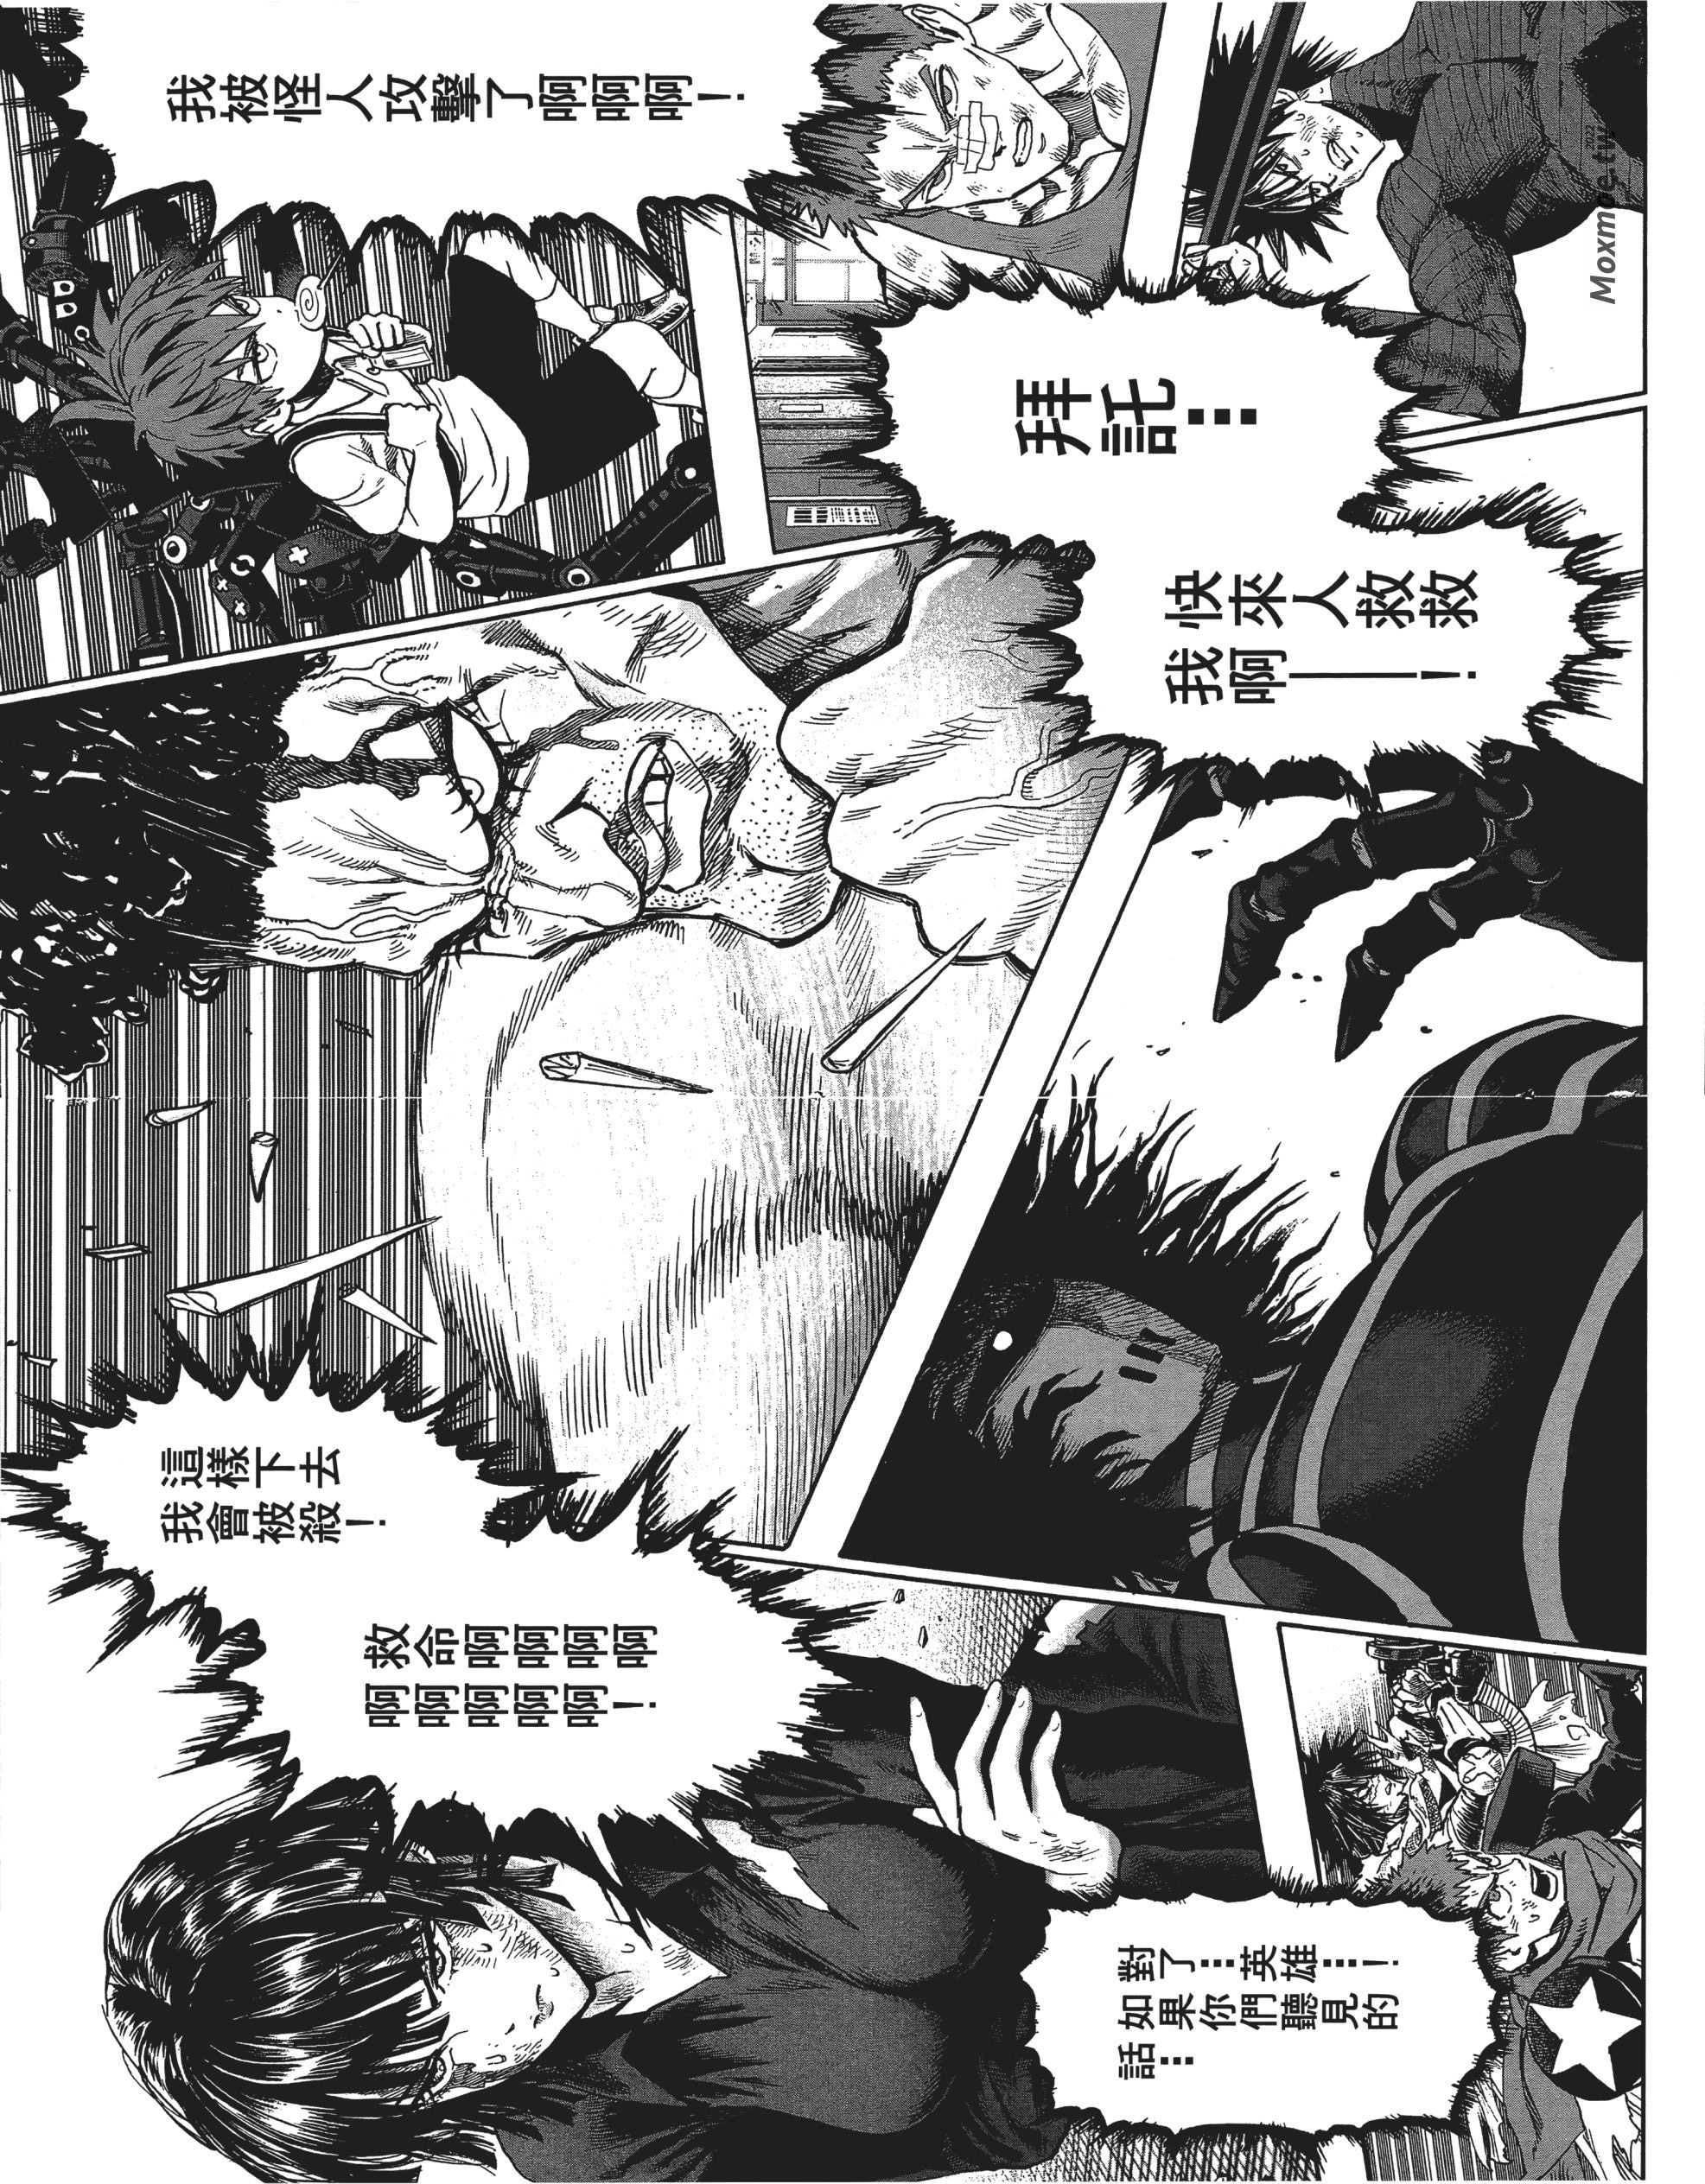 我被怪人攻擊了啊啊啊！
拜託⋯
快來人救救
我啊——！
這樣下去
我會被殺！
救命啊啊啊啊
啊啊啊啊啊！
對了⋯英雄⋯！
如果你們聽見的
話⋯
Moxmoe.tw
2022